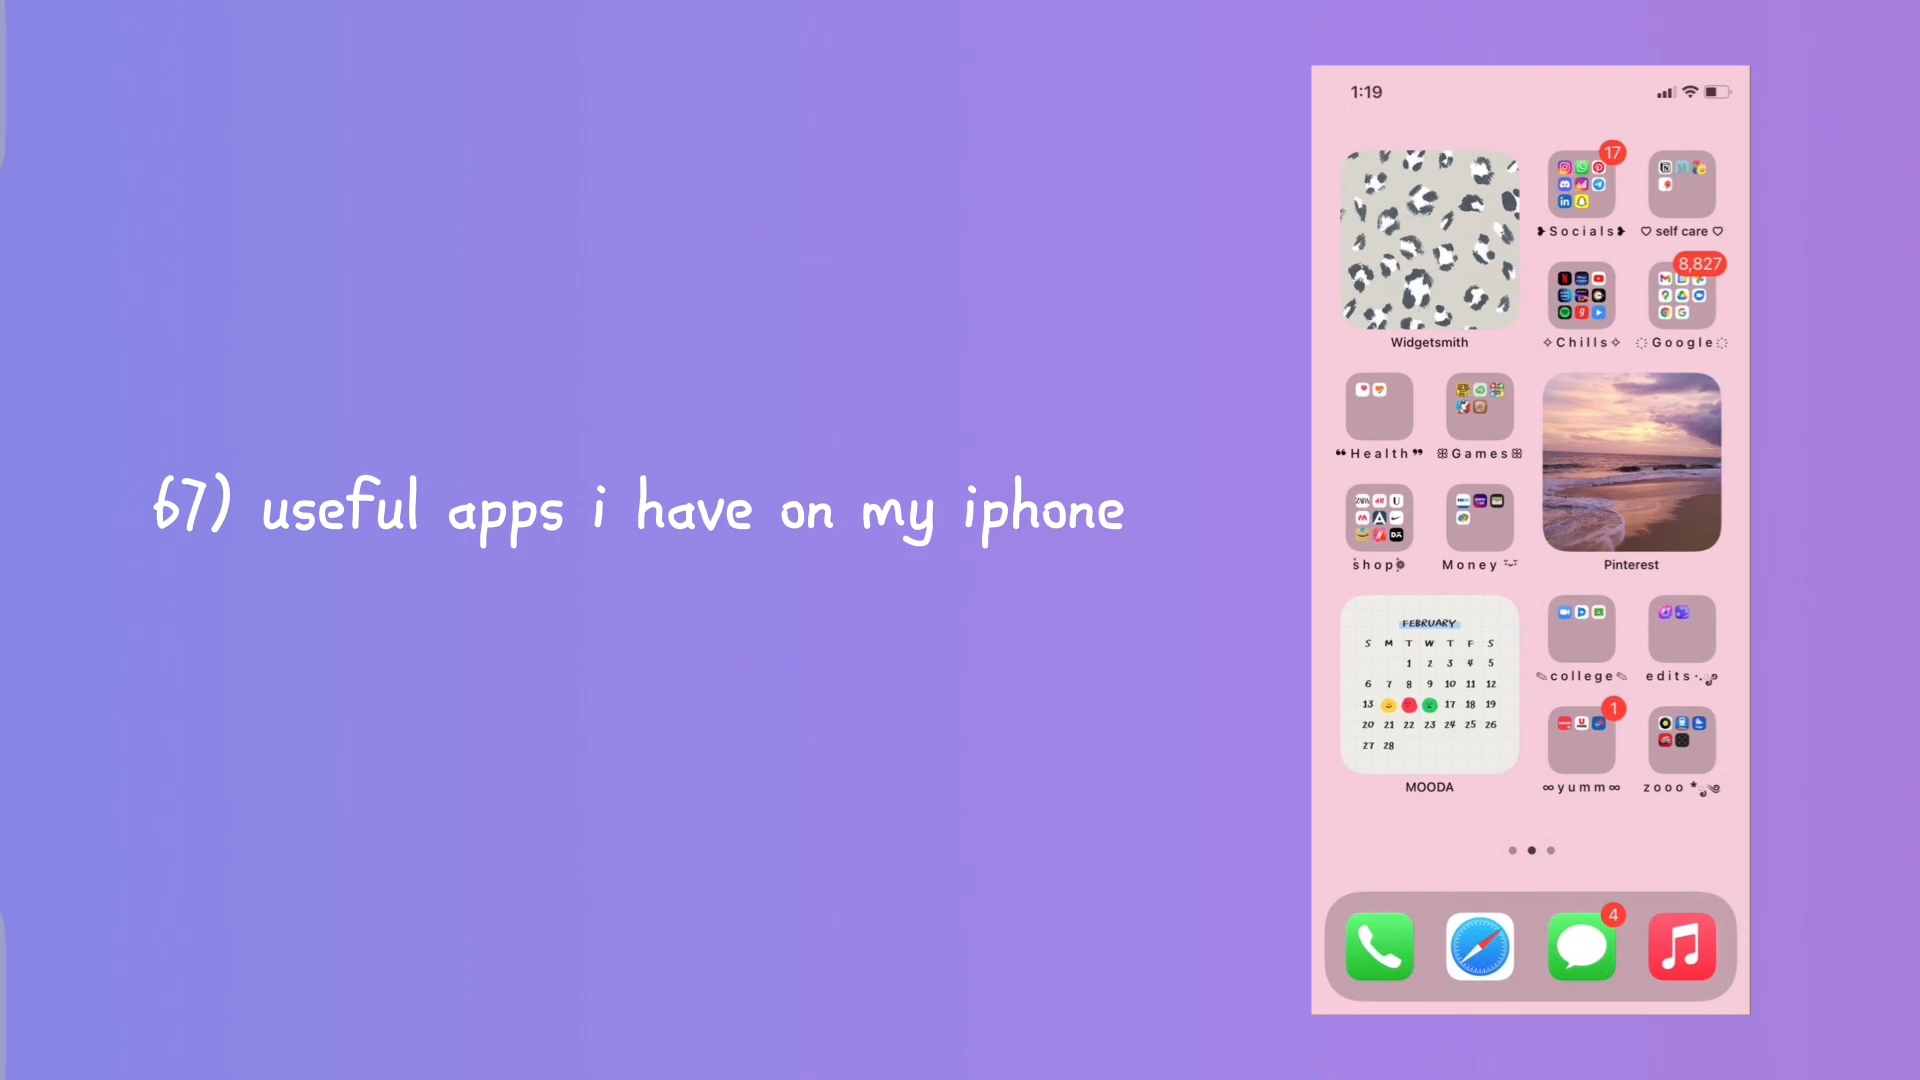 67) useful apps i have on my iphone
1:19
17
❥Socials❥
♡ self care ♡
8,827
Widgetsmith
✧Chills✧
Google
❝Health❞
ꕥGamesꕥ
shop
Money
Pinterest
FEBRUARY
S M T W T F S
1 2 3 4 5
6 7 8 9 10 11 12
13 17 18 19
20 21 22 23 24 25 26
27 28
MOODA
✎college✎
edits
1
∞yumm∞
zooo
4